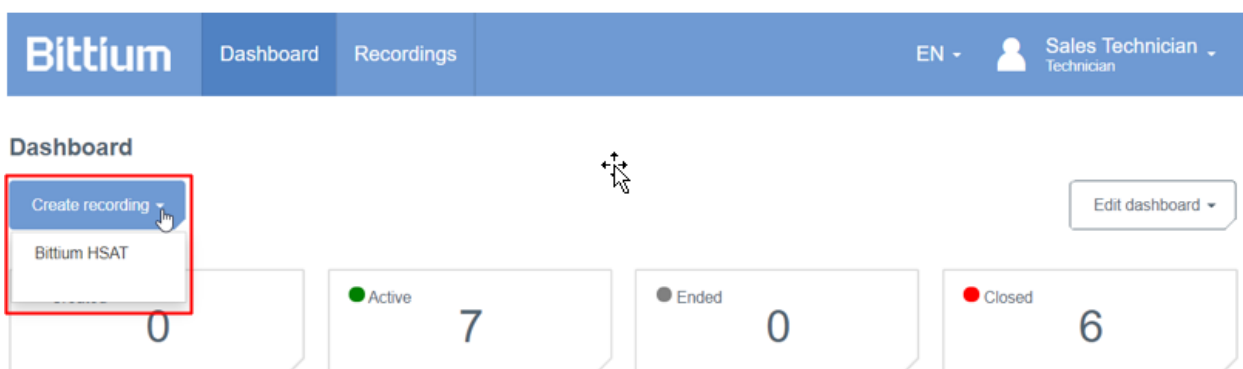 Bittium Dashboard Recordings EN Sales Technician
Technician
Dashboard
Create recording
Edit dashboard
Bittium HSAT
Active
Ended
Closed
0
7
0
6